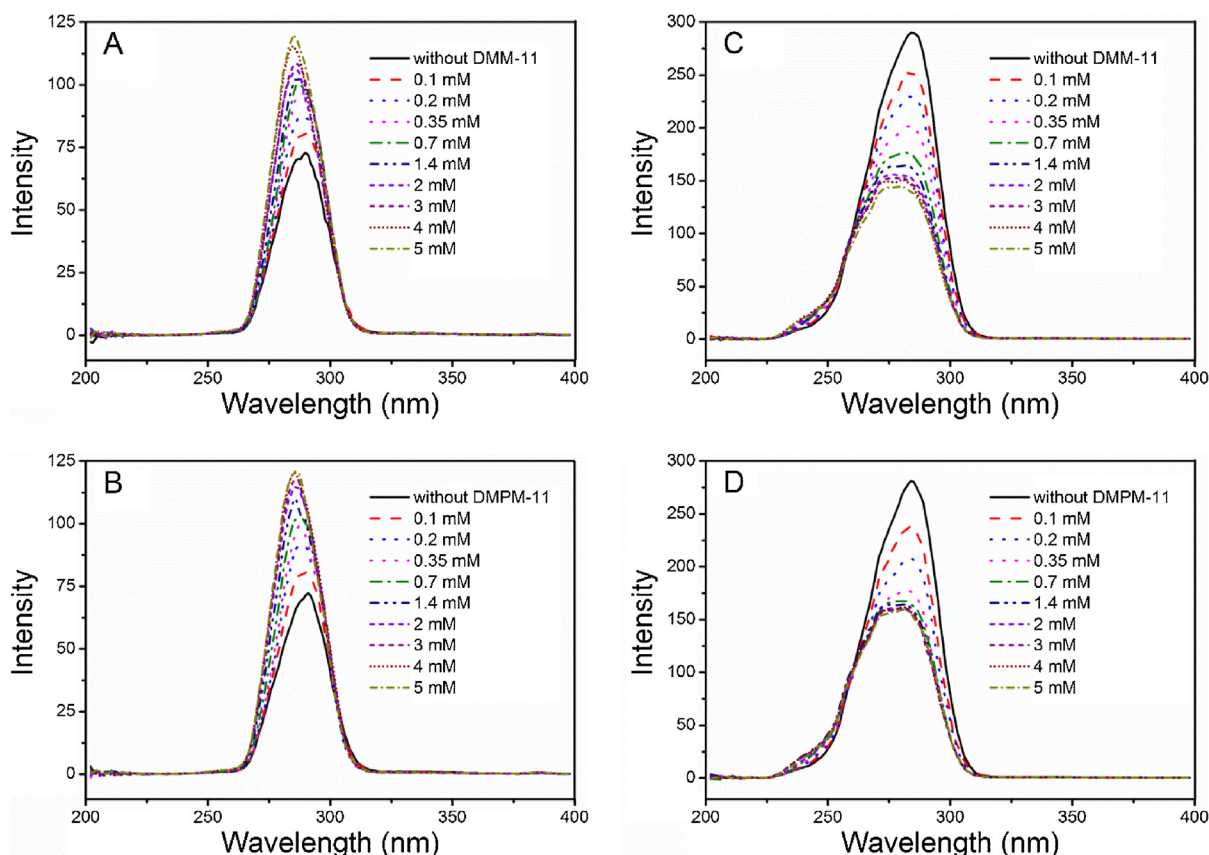 A
125
100
75
50
25
0
Intensity
200
250
300
350
400
Wavelength (nm)
without DMM-11
0.1 mM
0.2 mM
0.35 mM
0.7 mM
1.4 mM
2 mM
3 mM
4 mM
5 mM
C
300
250
200
150
100
50
0
Intensity
200
250
300
350
400
Wavelength (nm)
without DMM-11
0.1 mM
0.2 mM
0.35 mM
0.7 mM
1.4 mM
2 mM
3 mM
4 mM
5 mM
B
125
100
75
50
25
0
Intensity
200
250
300
350
400
Wavelength (nm)
without DMPM-11
0.1 mM
0.2 mM
0.35 mM
0.7 mM
1.4 mM
2 mM
3 mM
4 mM
5 mM
D
300
250
200
150
100
50
0
Intensity
200
250
300
350
400
Wavelength (nm)
without DMPM-11
0.1 mM
0.2 mM
0.35 mM
0.7 mM
1.4 mM
2 mM
3 mM
4 mM
5 mM